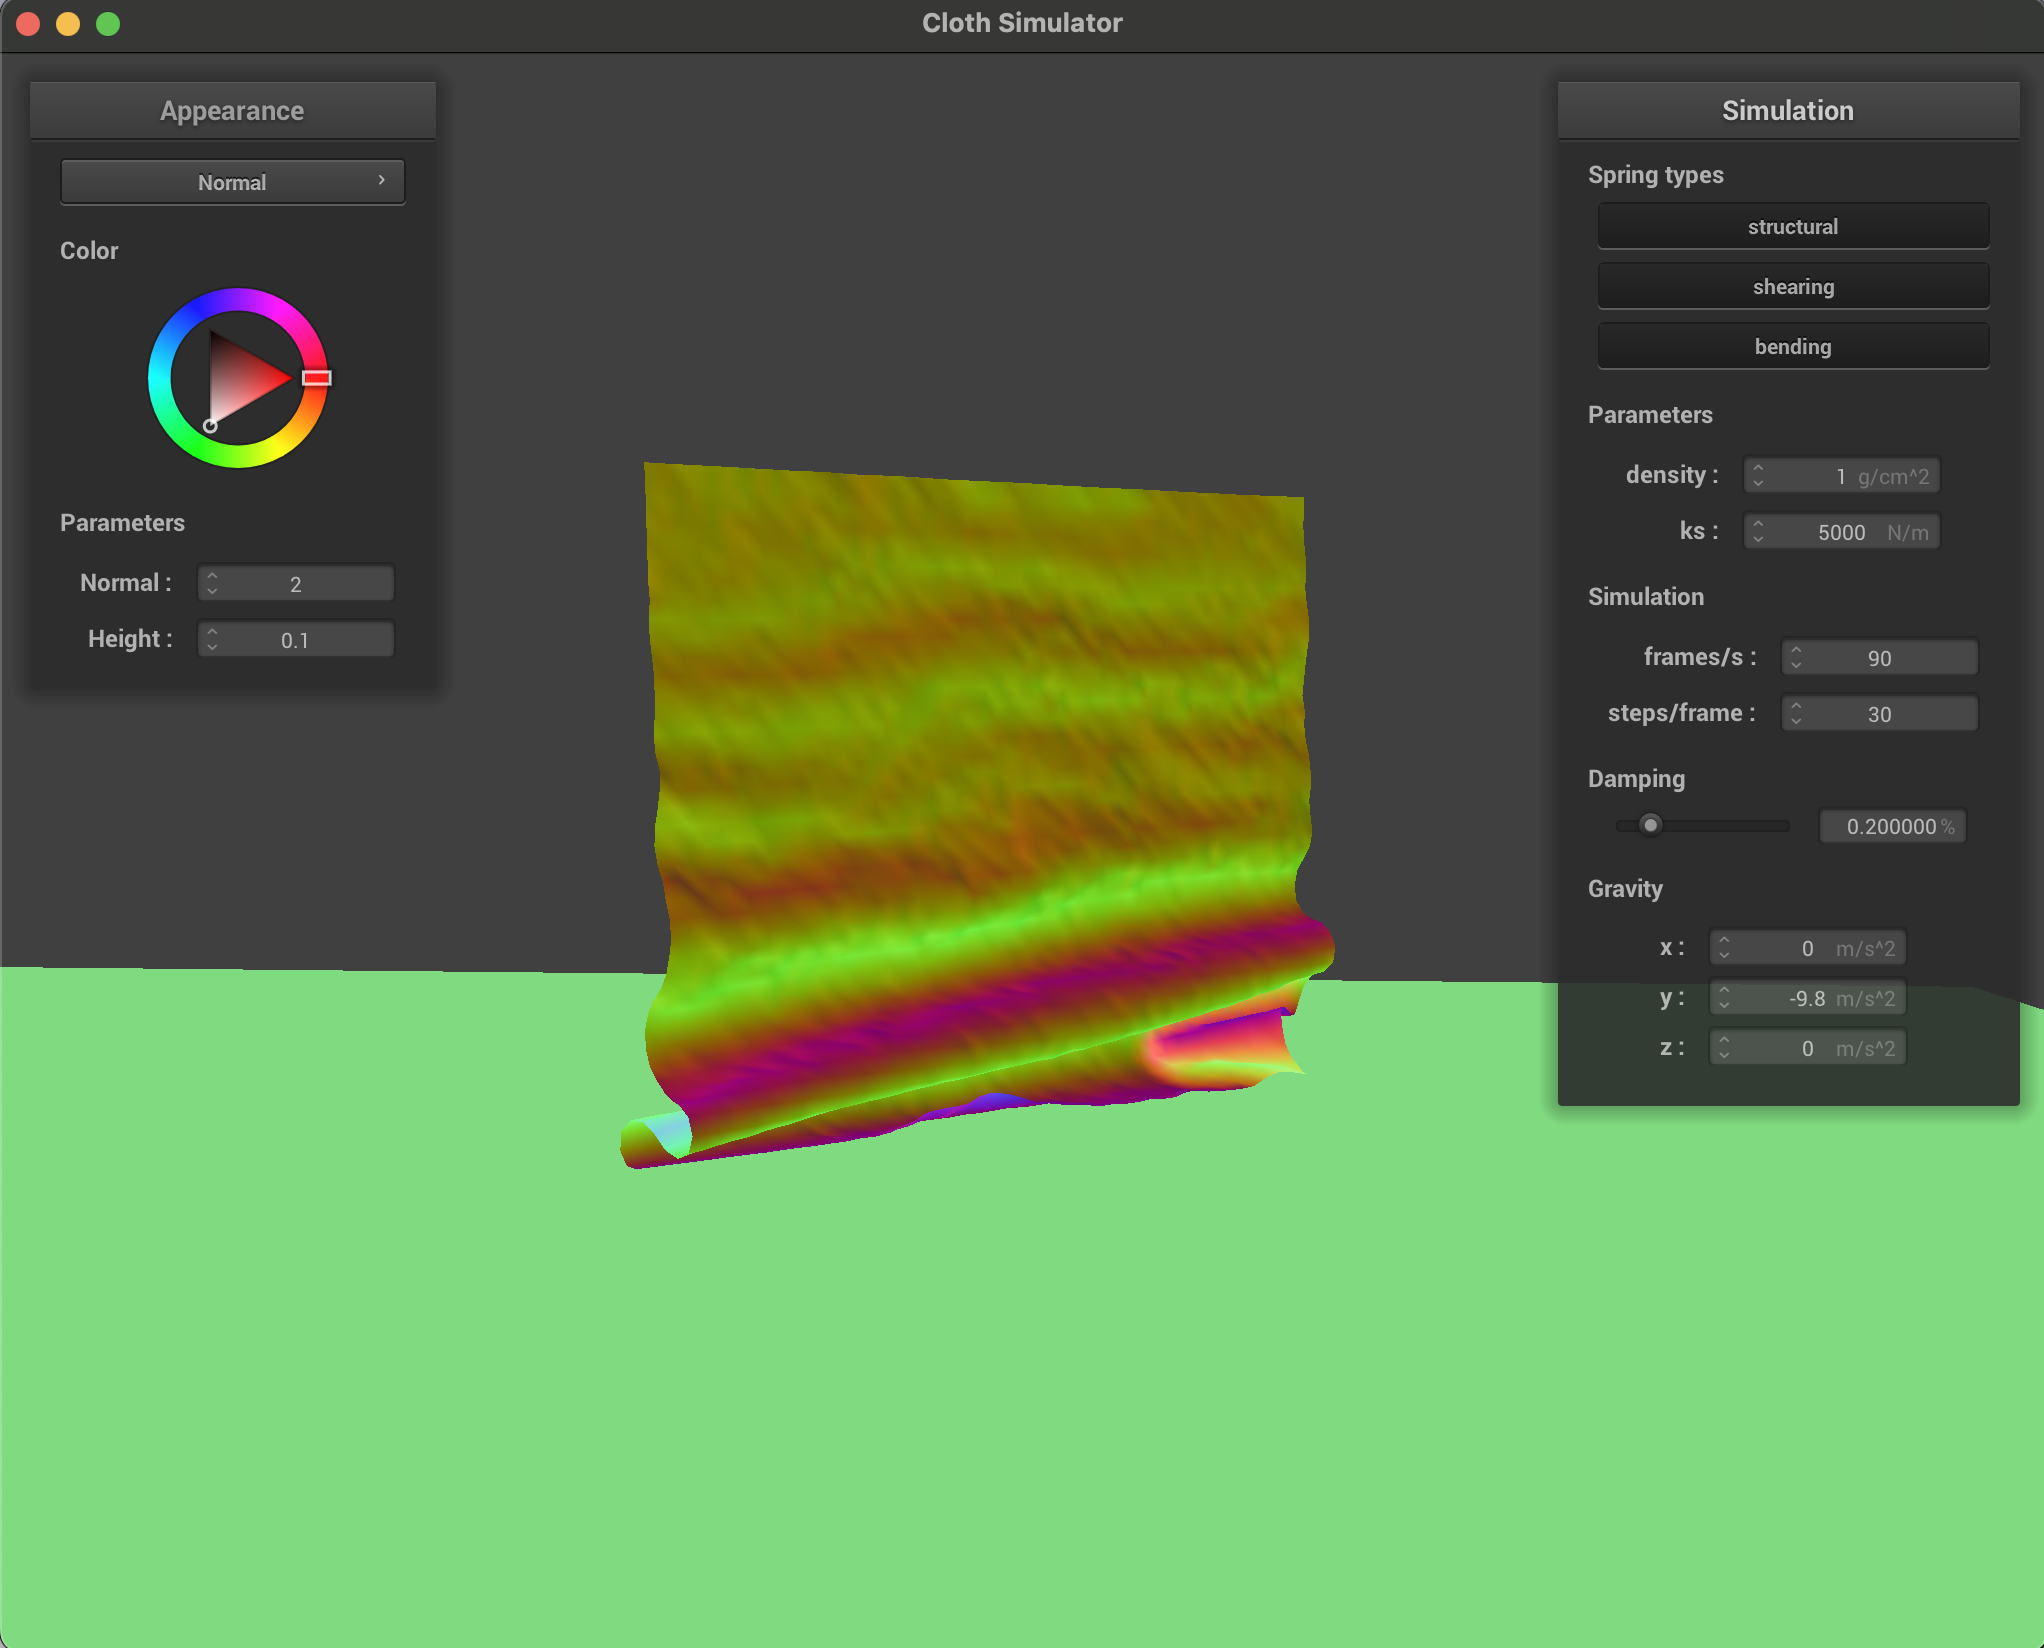 Cloth Simulator
Appearance
Normal
Color
Parameters
Normal : 2
Height : 0.1
Simulation
Spring types
structural
shearing
bending
Parameters
density : 1 g/cm^2
ks : 5000 N/m
Simulation
frames/s : 90
steps/frame : 30
Damping
0.200000 %
Gravity
x : 0 m/s^2
y : -9.8 m/s^2
z : 0 m/s^2